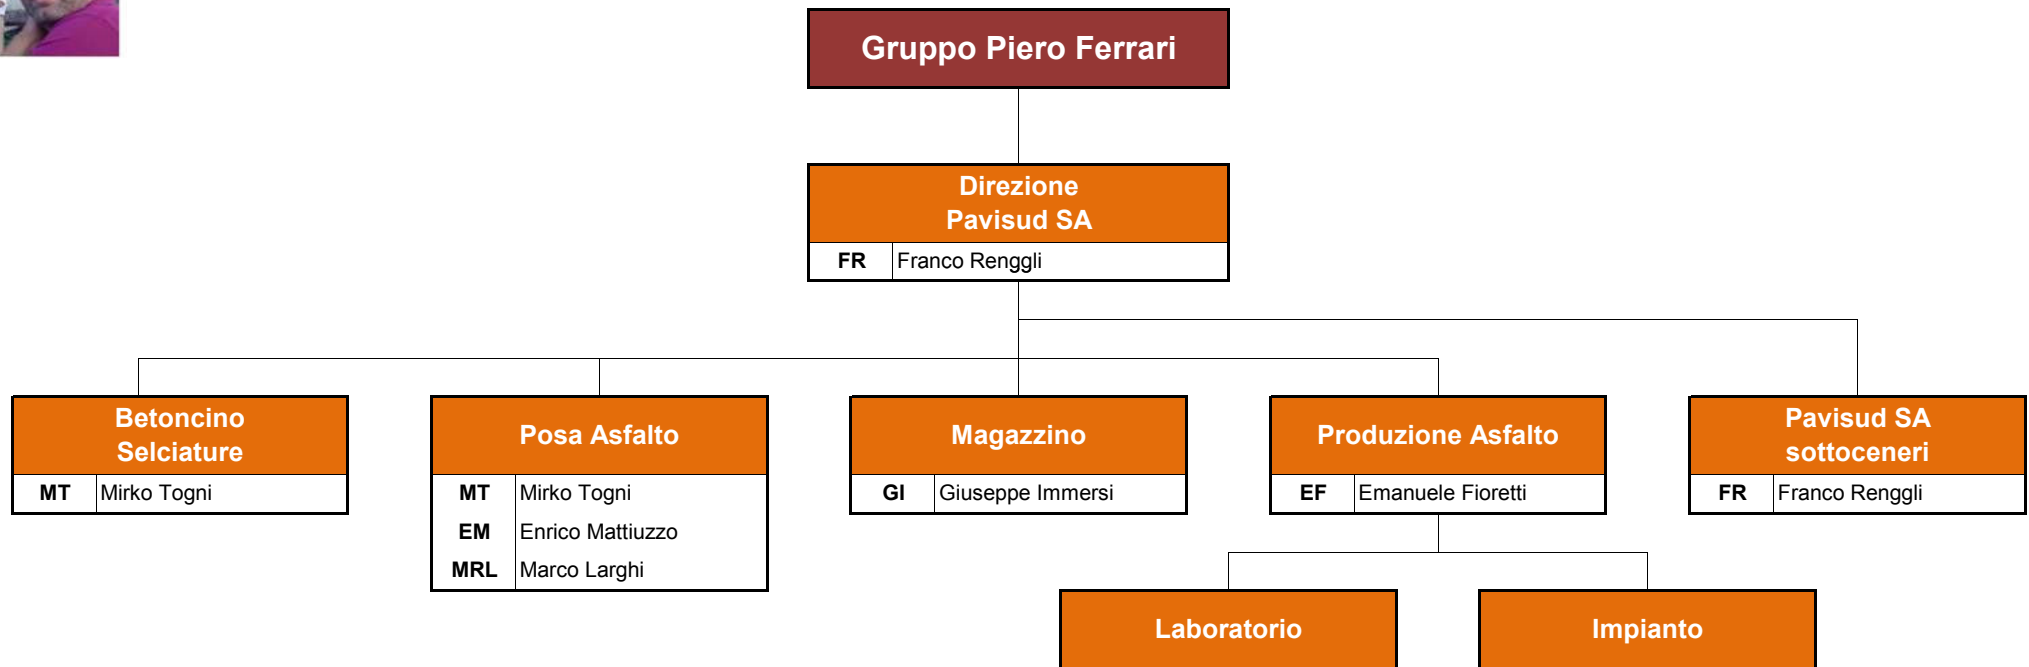 Gruppo Piero Ferrari
Direzione
Pavisud SA
FR Franco Renggli
Betoncino
Selciature
MT Mirko Togni
Posa Asfalto
MT Mirko Togni
EM Enrico Mattiuzzo
MRL Marco Larghi
Magazzino
GI Giuseppe Immersi
Produzione Asfalto
EF Emanuele Fioretti
Pavisud SA
sottoceneri
FR Franco Renggli
Laboratorio
Impianto